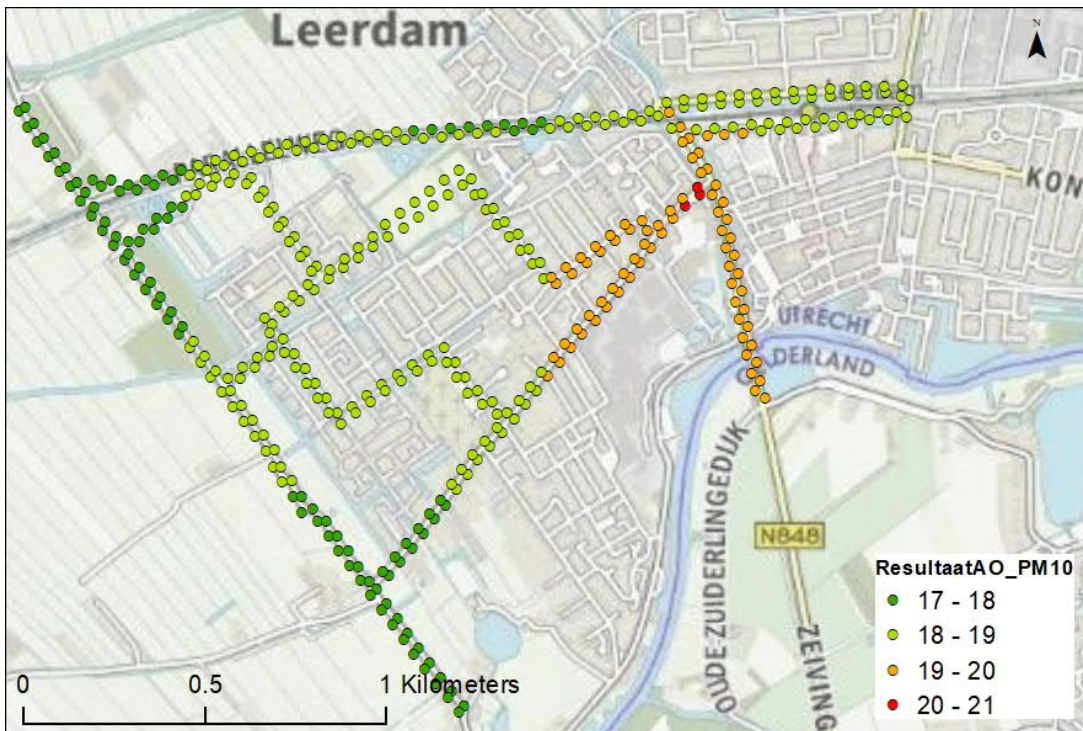 Leerdam
N
Leerdam
KON
UTRECHT
GELDERLAND
OUDE ZUIDERLINGEDIJK
N848
ZEIVING
ResultaatAO_PM10
17 - 18
18 - 19
19 - 20
20 - 21
0 0.5 1 Kilometers